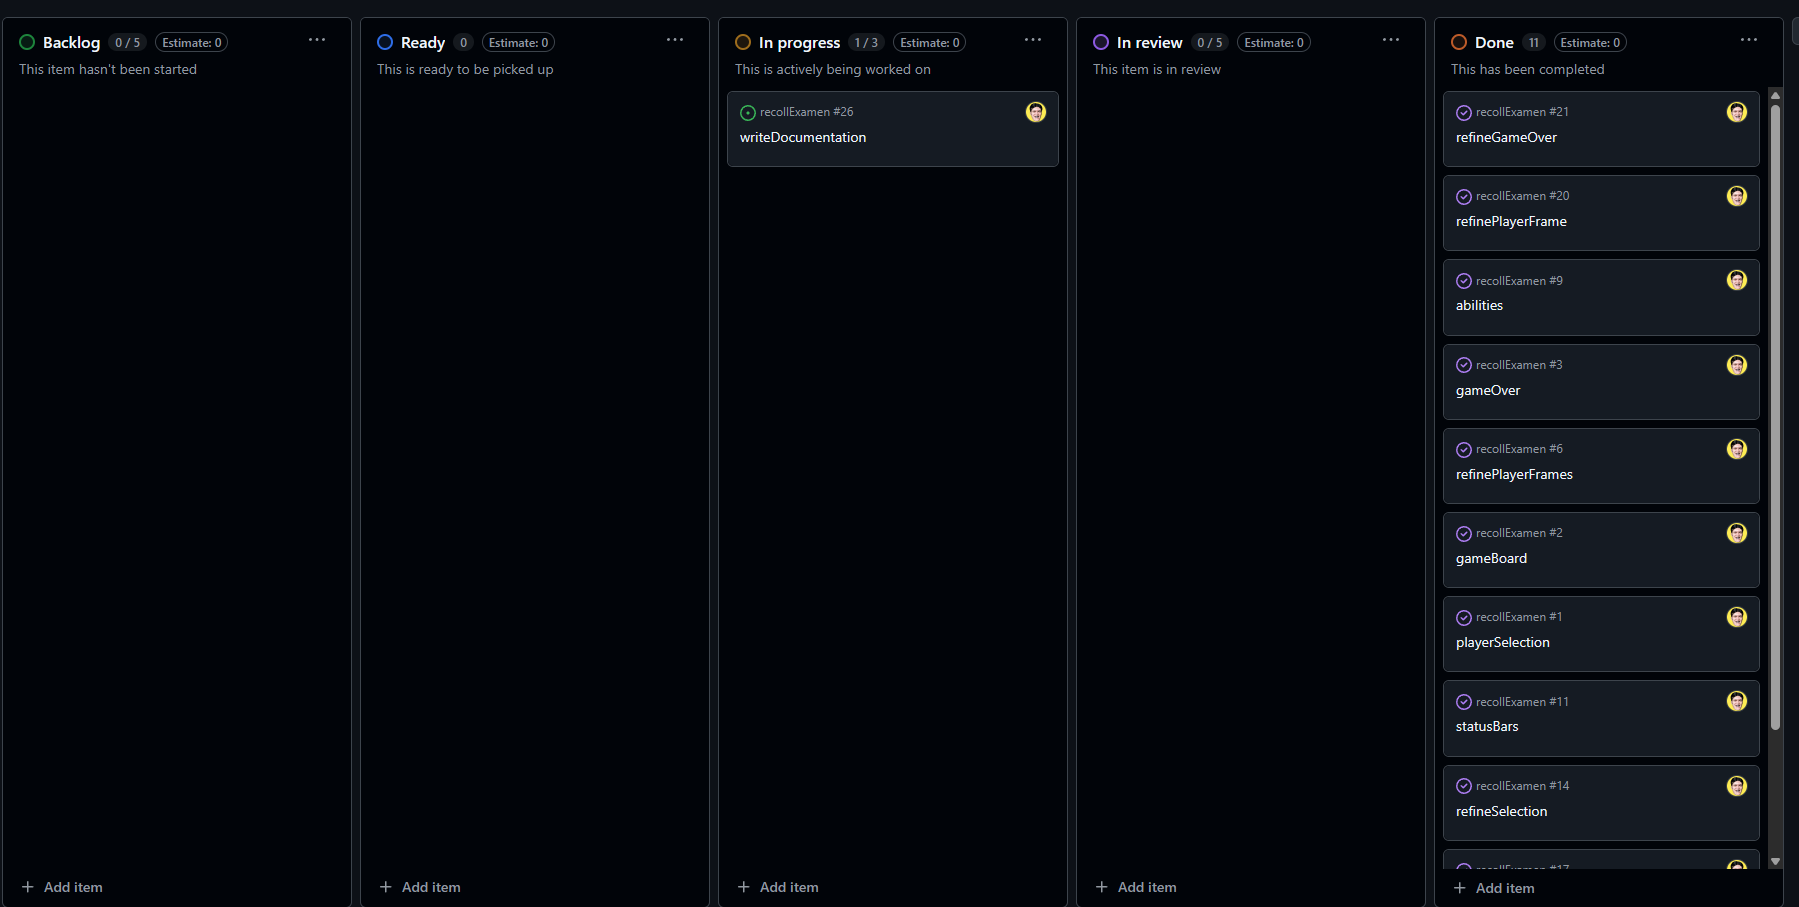 Backlog 0 / 5 Estimate: 0
This item hasn't been started
Add item
Ready 0 Estimate: 0
This is ready to be picked up
Add item
In progress 1 / 3 Estimate: 0
This is actively being worked on
recollExamen #26
writeDocumentation
Add item
In review 0 / 5 Estimate: 0
This item is in review
Add item
Done 11 Estimate: 0
This has been completed
recollExamen #21
refineGameOver
recollExamen #20
refinePlayerFrame
recollExamen #9
abilities
recollExamen #3
gameOver
recollExamen #6
refinePlayerFrames
recollExamen #2
gameBoard
recollExamen #1
playerSelection
recollExamen #11
statusBars
recollExamen #14
refineSelection
recollExamen #17
Add item